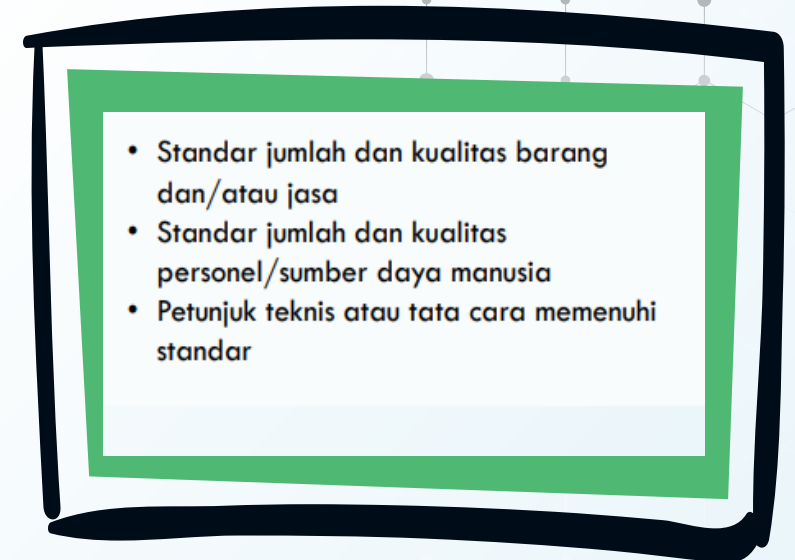 • Standar jumlah dan kualitas barang
dan/atau jasa
• Standar jumlah dan kualitas
personel/sumber daya manusia
• Petunjuk teknis atau tata cara memenuhi
standar